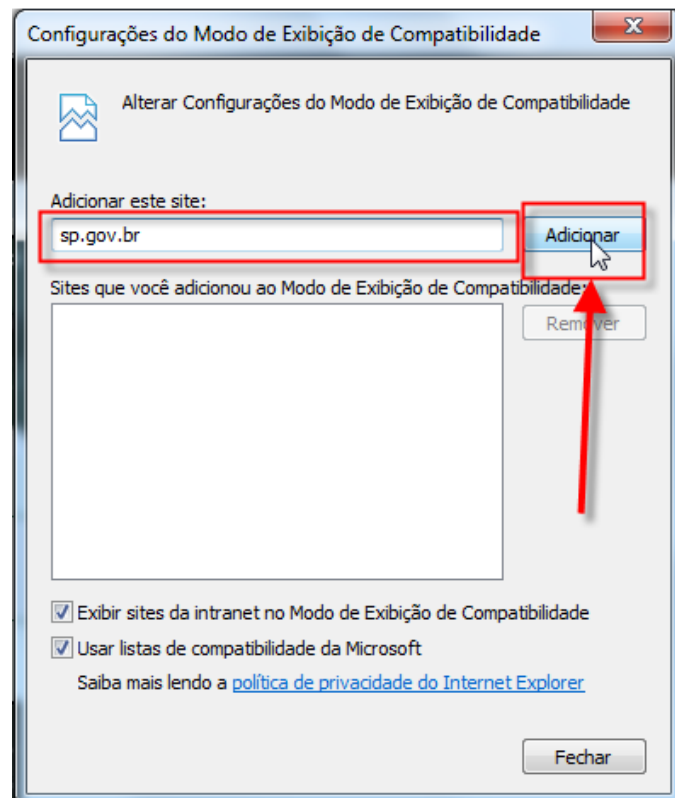 Configurações do Modo de Exibição de Compatibilidade
Alterar Configurações do Modo de Exibição de Compatibilidade
Adicionar este site:
sp.gov.br
Adicionar
Sites que você adicionou ao Modo de Exibição de Compatibilidade:
Remover
Exibir sites da intranet no Modo de Exibição de Compatibilidade
Usar listas de compatibilidade da Microsoft
Saiba mais lendo a política de privacidade do Internet Explorer
Fechar